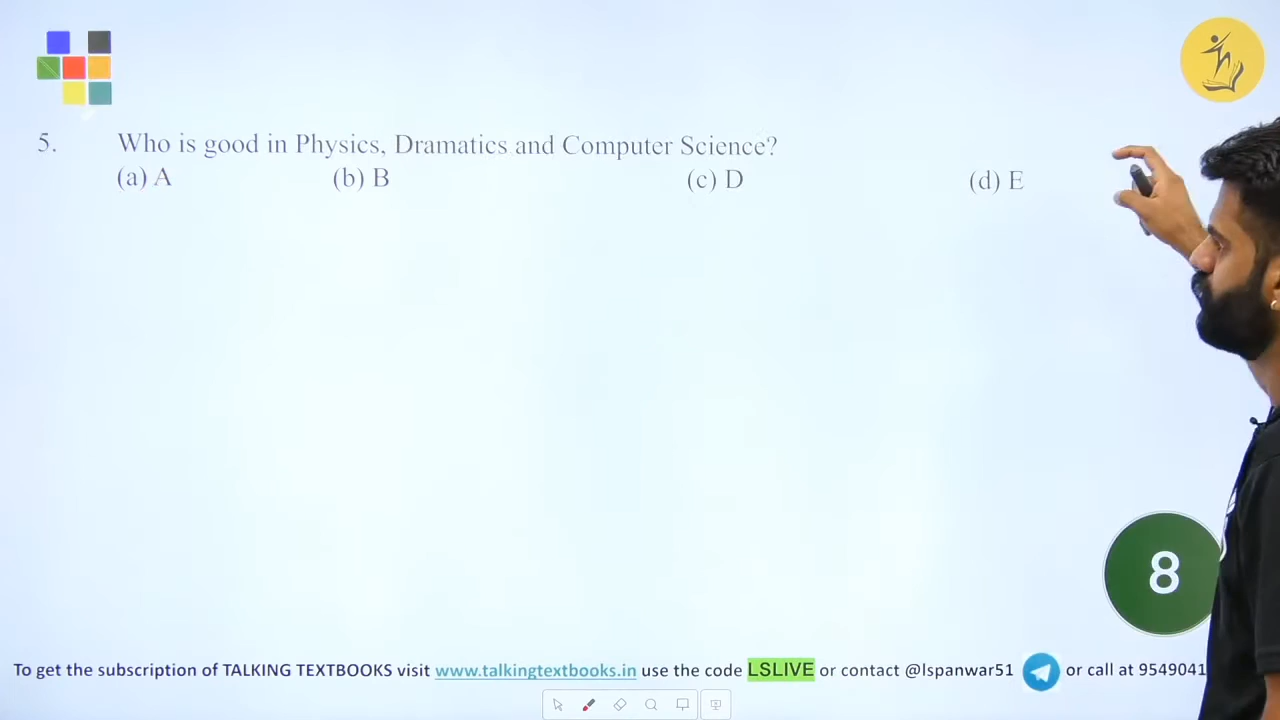 5. Who is good in Physics, Dramatics and Computer Science?
(a) A (b) B (c) D (d) E
8
To get the subscription of TALKING TEXTBOOKS visit www.talkingtextbooks.in use the code LSLIVE or contact @lspanwar51 or call at 9549041